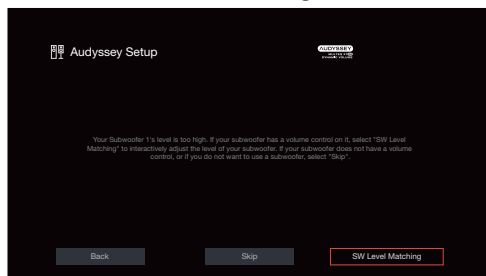 Audyssey Setup
AUDYSSEY
DYNAMIC VOLUME
Your Subwoofer 1's level is too high. If your subwoofer has a volume control on it, select "SW Level
Matching" to interactively adjust the level of your subwoofer. If your subwoofer does not have a volume
control, or if you do not want to use a subwoofer, select "Skip".
Back
Skip
SW Level Matching